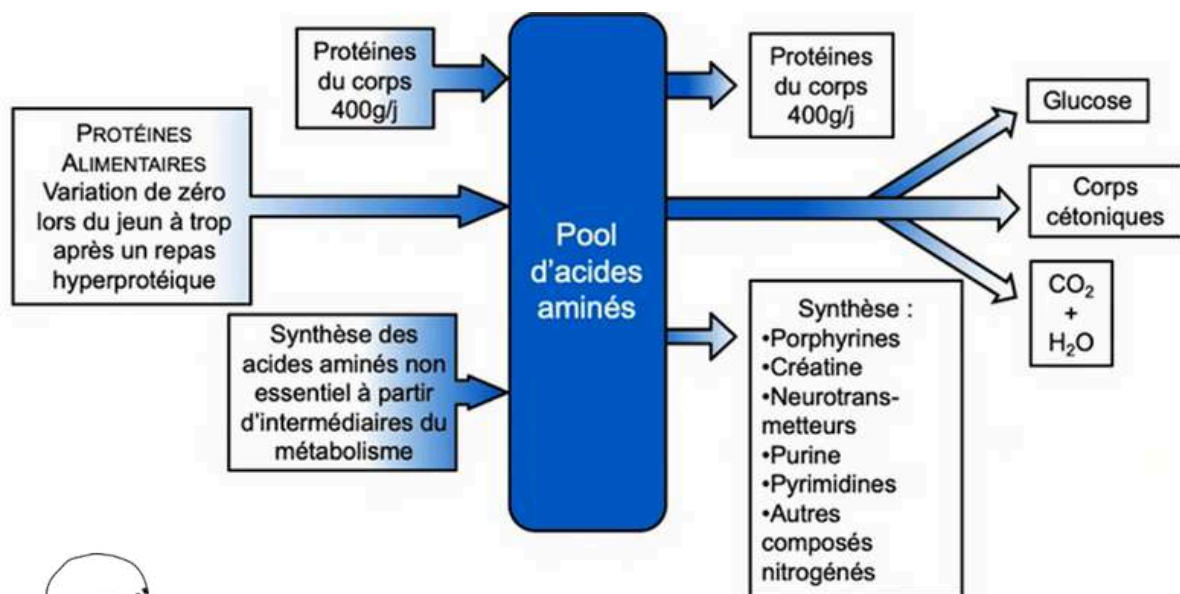 Protéines
du corps
400g/j
PROTÉINES
ALIMENTAIRES
Variation de zéro
lors du jeun à trop
après un repas
hyperprotéique
Synthèse des
acides aminés non
essentiel à partir
d'intermédiaires du
métabolisme
Pool
d'acides
aminés
Protéines
du corps
400g/j
Glucose
Corps
cétoniques
CO₂
+
H₂O
Synthèse :
•Porphyrines
•Créatine
•Neurotrans-
metteurs
•Purine
•Pyrimidines
•Autres
composés
nitrogénés